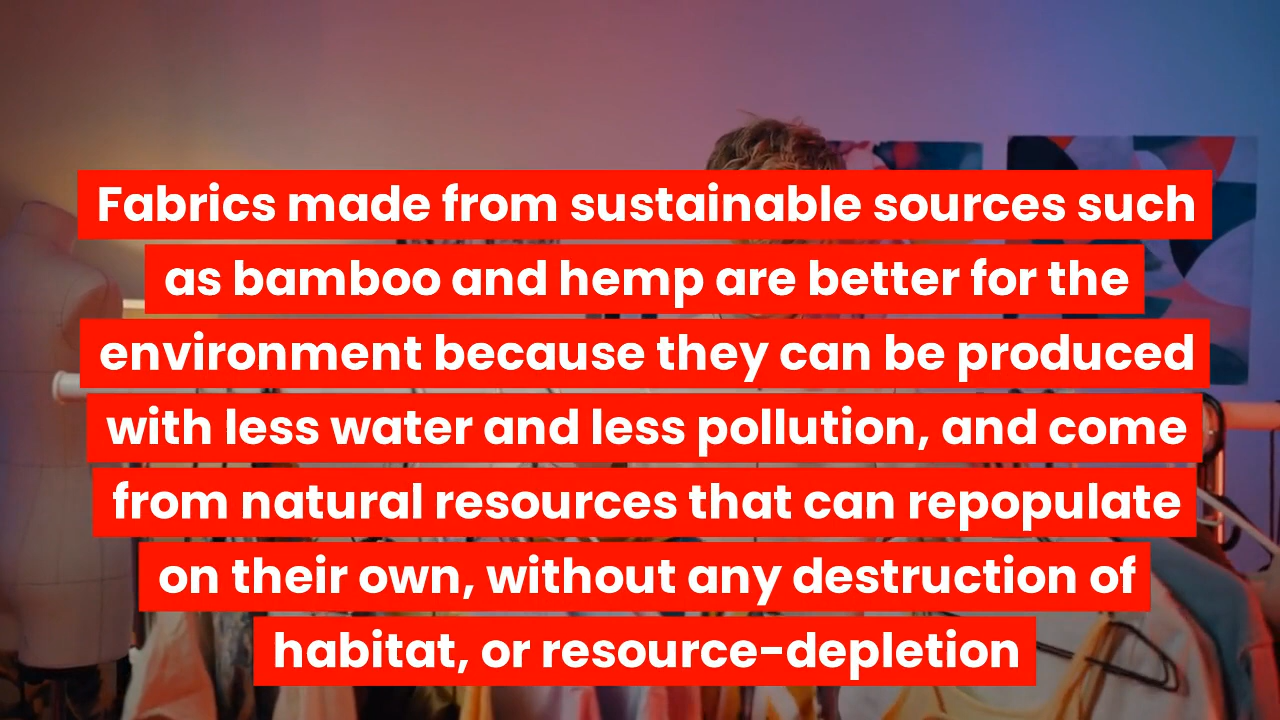 Fabrics made from sustainable sources such
as bamboo and hemp are better for the
environment because they can be produced
with less water and less pollution, and come
from natural resources that can repopulate
on their own, without any destruction of
habitat, or resource-depletion